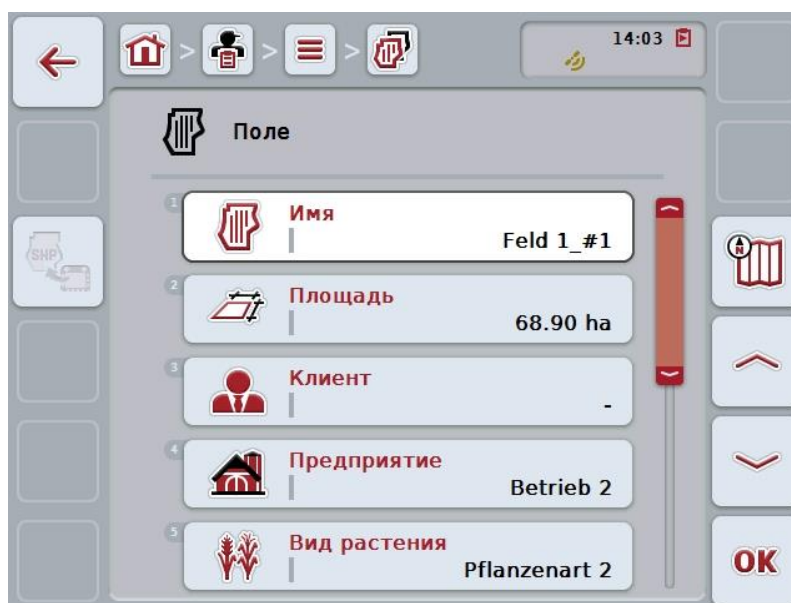 14:03
Поле
1
Имя
Feld 1_#1
2
Площадь
68.90 ha
3
Клиент
-
4
Предприятие
Betrieb 2
5
Вид растения
Pflanzenart 2
SHP
N
OK